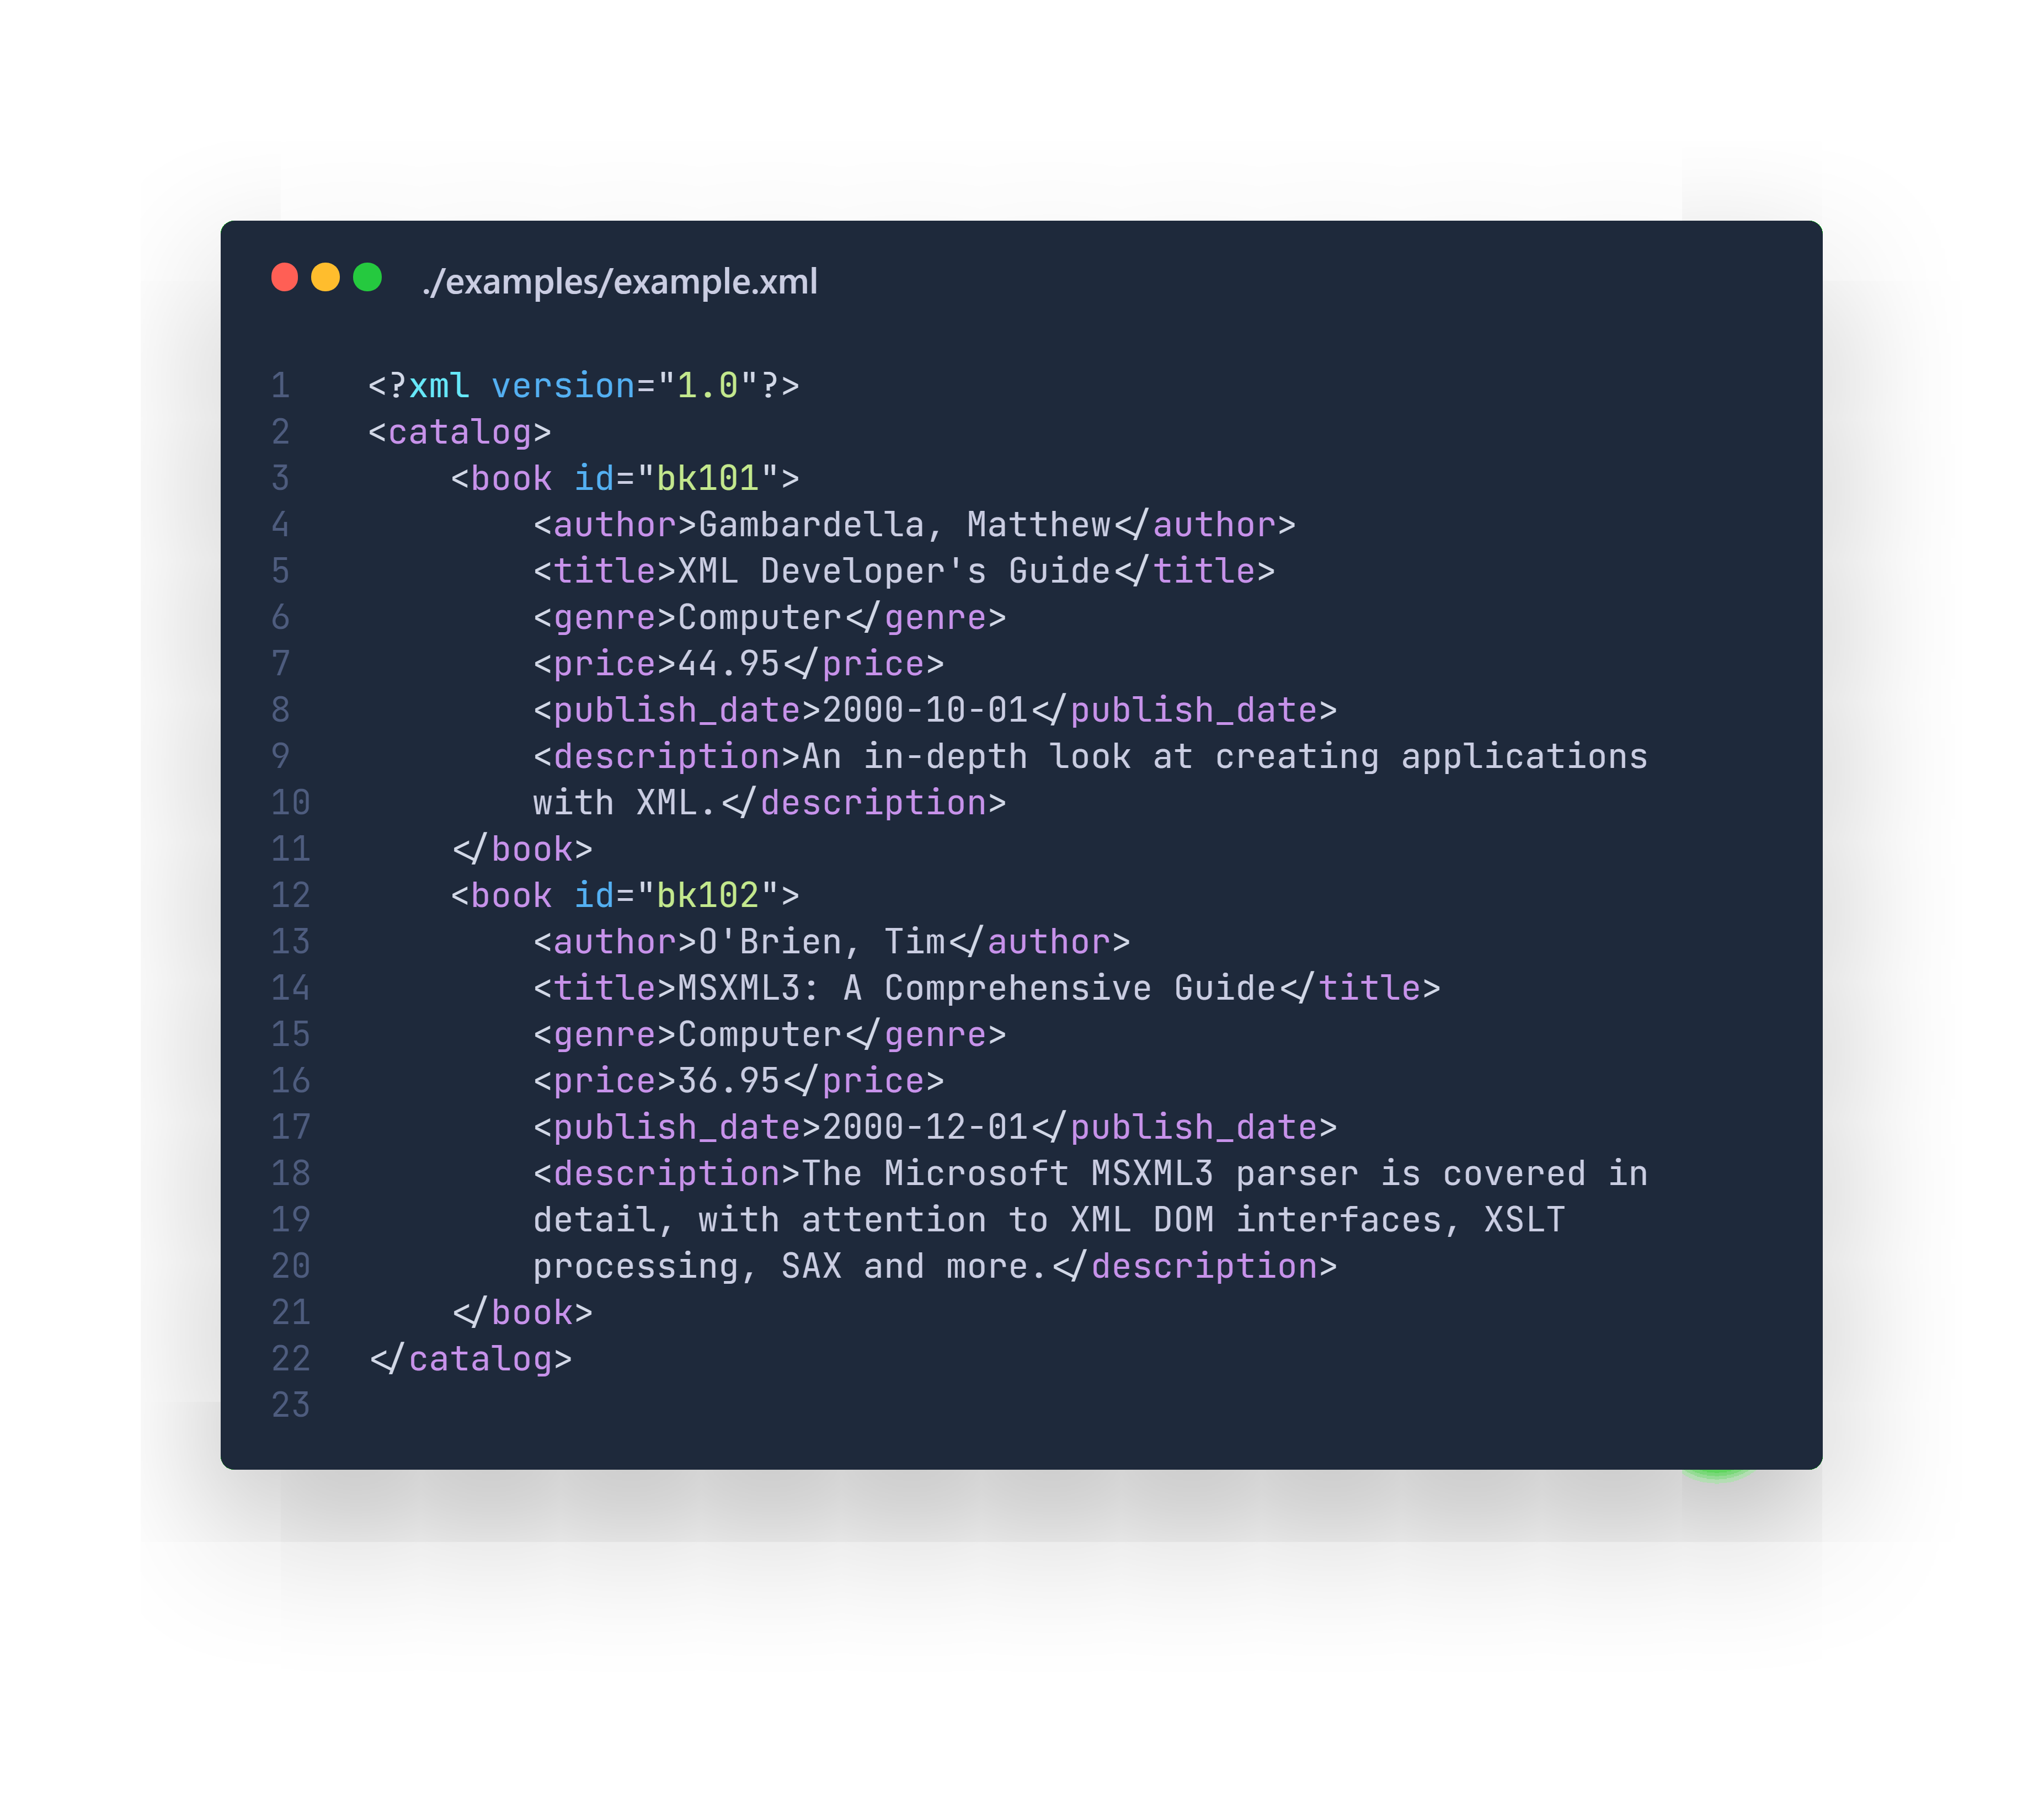 ./examples/example.xml
1 <?xml version="1.0"?>
2 <catalog>
3     <book id="bk101">
4         <author>Gambardella, Matthew</author>
5         <title>XML Developer's Guide</title>
6         <genre>Computer</genre>
7         <price>44.95</price>
8         <publish_date>2000-10-01</publish_date>
9         <description>An in-depth look at creating applications
10         with XML.</description>
11     </book>
12     <book id="bk102">
13         <author>O'Brien, Tim</author>
14         <title>MSXML3: A Comprehensive Guide</title>
15         <genre>Computer</genre>
16         <price>36.95</price>
17         <publish_date>2000-12-01</publish_date>
18         <description>The Microsoft MSXML3 parser is covered in
19         detail, with attention to XML DOM interfaces, XSLT
20         processing, SAX and more.</description>
21     </book>
22 </catalog>
23